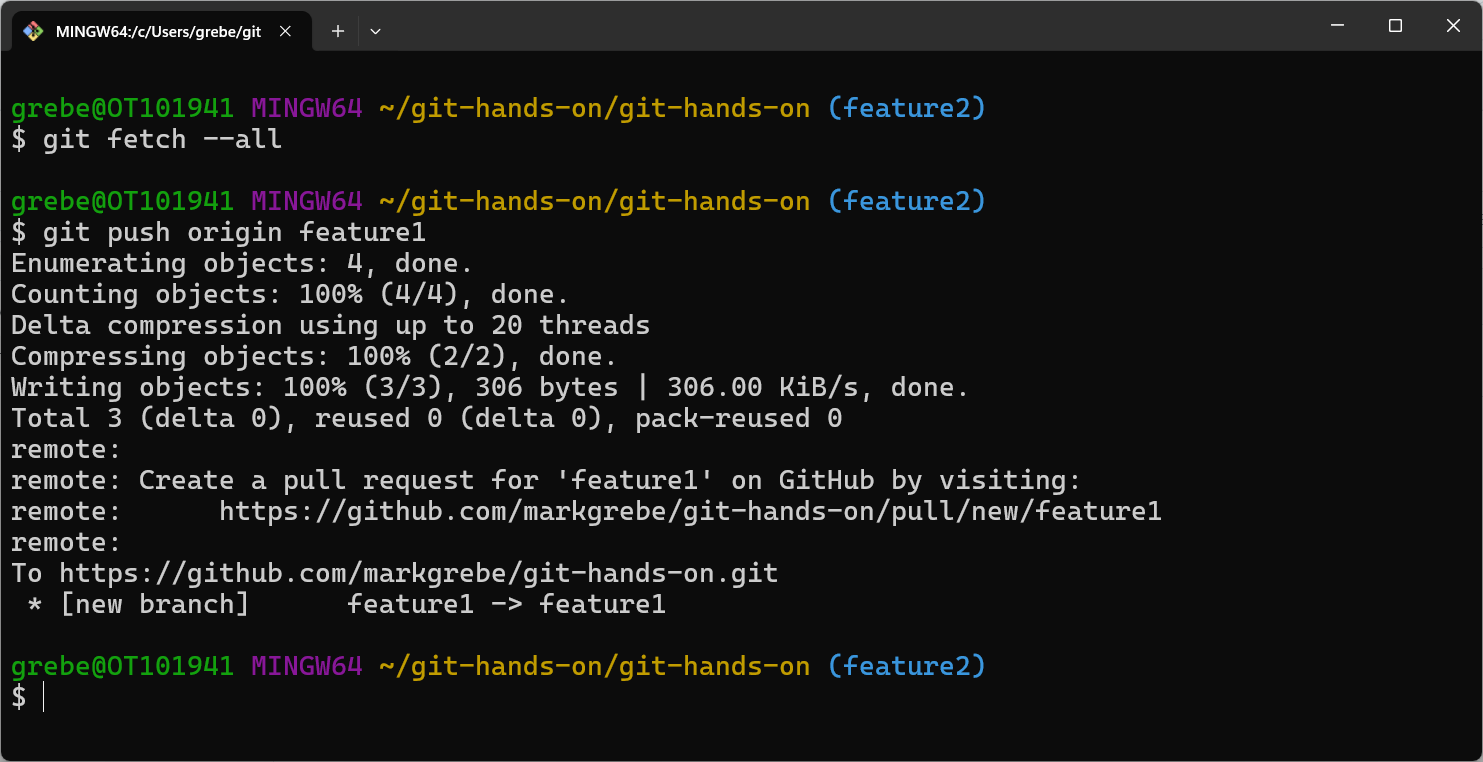 MINGW64:/c/Users/grebe/git
grebe@OT101941 MINGW64 ~/git-hands-on/git-hands-on (feature2)
$ git fetch --all
grebe@OT101941 MINGW64 ~/git-hands-on/git-hands-on (feature2)
$ git push origin feature1
Enumerating objects: 4, done.
Counting objects: 100% (4/4), done.
Delta compression using up to 20 threads
Compressing objects: 100% (2/2), done.
Writing objects: 100% (3/3), 306 bytes | 306.00 KiB/s, done.
Total 3 (delta 0), reused 0 (delta 0), pack-reused 0
remote:
remote: Create a pull request for 'feature1' on GitHub by visiting:
remote:      https://github.com/markgrebe/git-hands-on/pull/new/feature1
remote:
To https://github.com/markgrebe/git-hands-on.git
 * [new branch]      feature1 -> feature1
grebe@OT101941 MINGW64 ~/git-hands-on/git-hands-on (feature2)
$